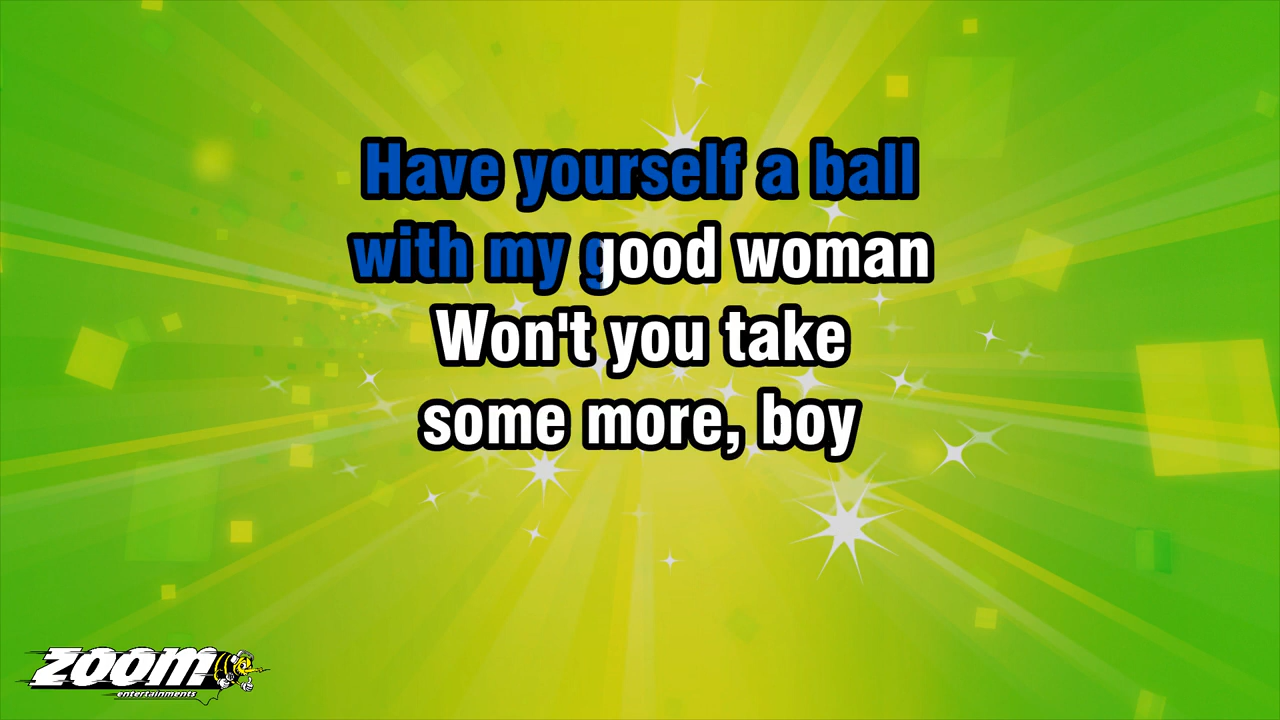 Have yourself a ball
with my good woman
Won't you take
some more, boy
zoom
entertainments